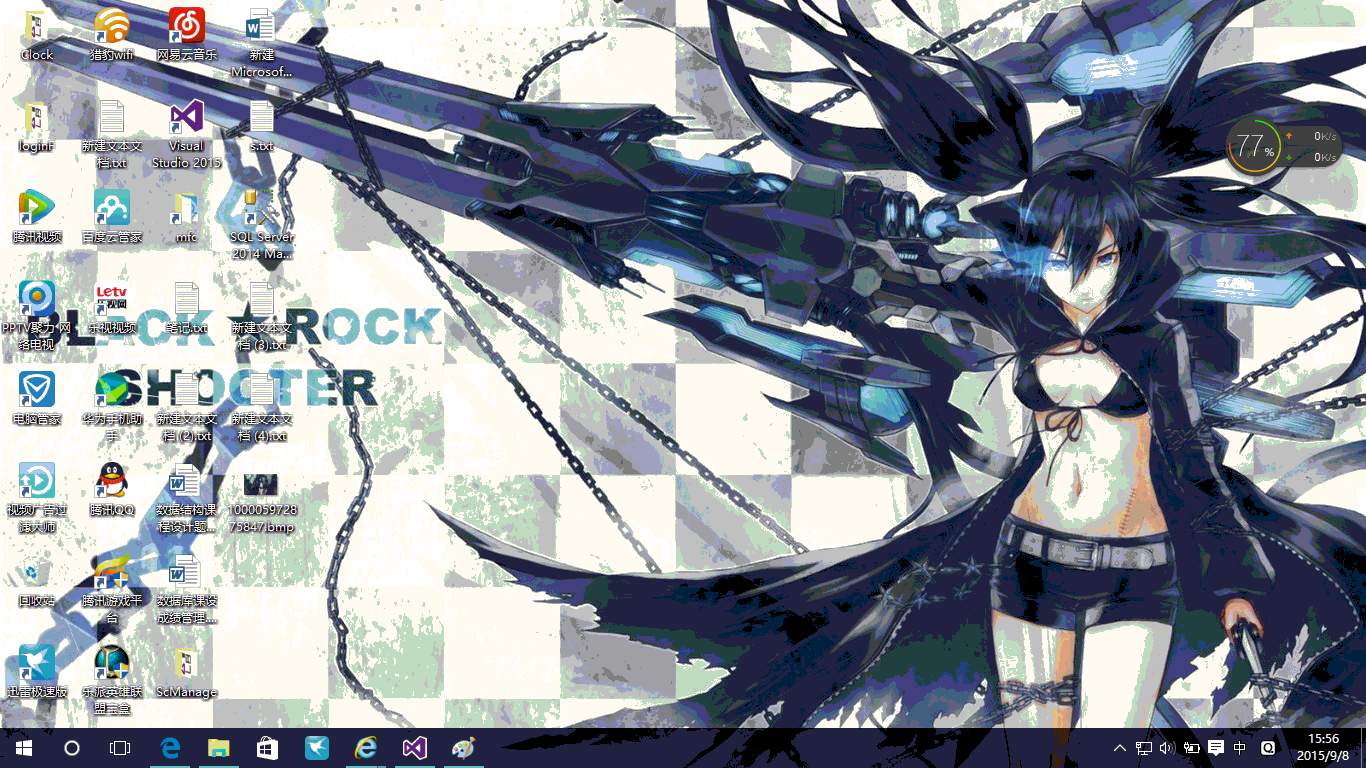 Clock
猎豹wifi
网易云音乐
新建
Microsof...
loginF
新建文本文
档.txt
Visual
Studio 2015
s.txt
腾讯视频
百度云管家
mfc
SQL Server
2014 Ma...
PPTV聚力 网
络电视
Letv
乐视视频
笔记.txt
新建文本文
档 (3).txt
BLACK ★ ROCK
SHOOTER
电脑管家
华为手机助
手
新建文本文
档 (2).txt
新建文本文
档 (4).txt
视频广告过
滤大师
腾讯QQ
数据结构课
程设计题...
1000059728
75847.bmp
回收站
腾讯游戏平
台
数据库课设
成绩管理....
迅雷极速版
乐派英雄联
盟宝盒
ScManage
77%
0K/s
0K/s
中
15:56
2015/9/8